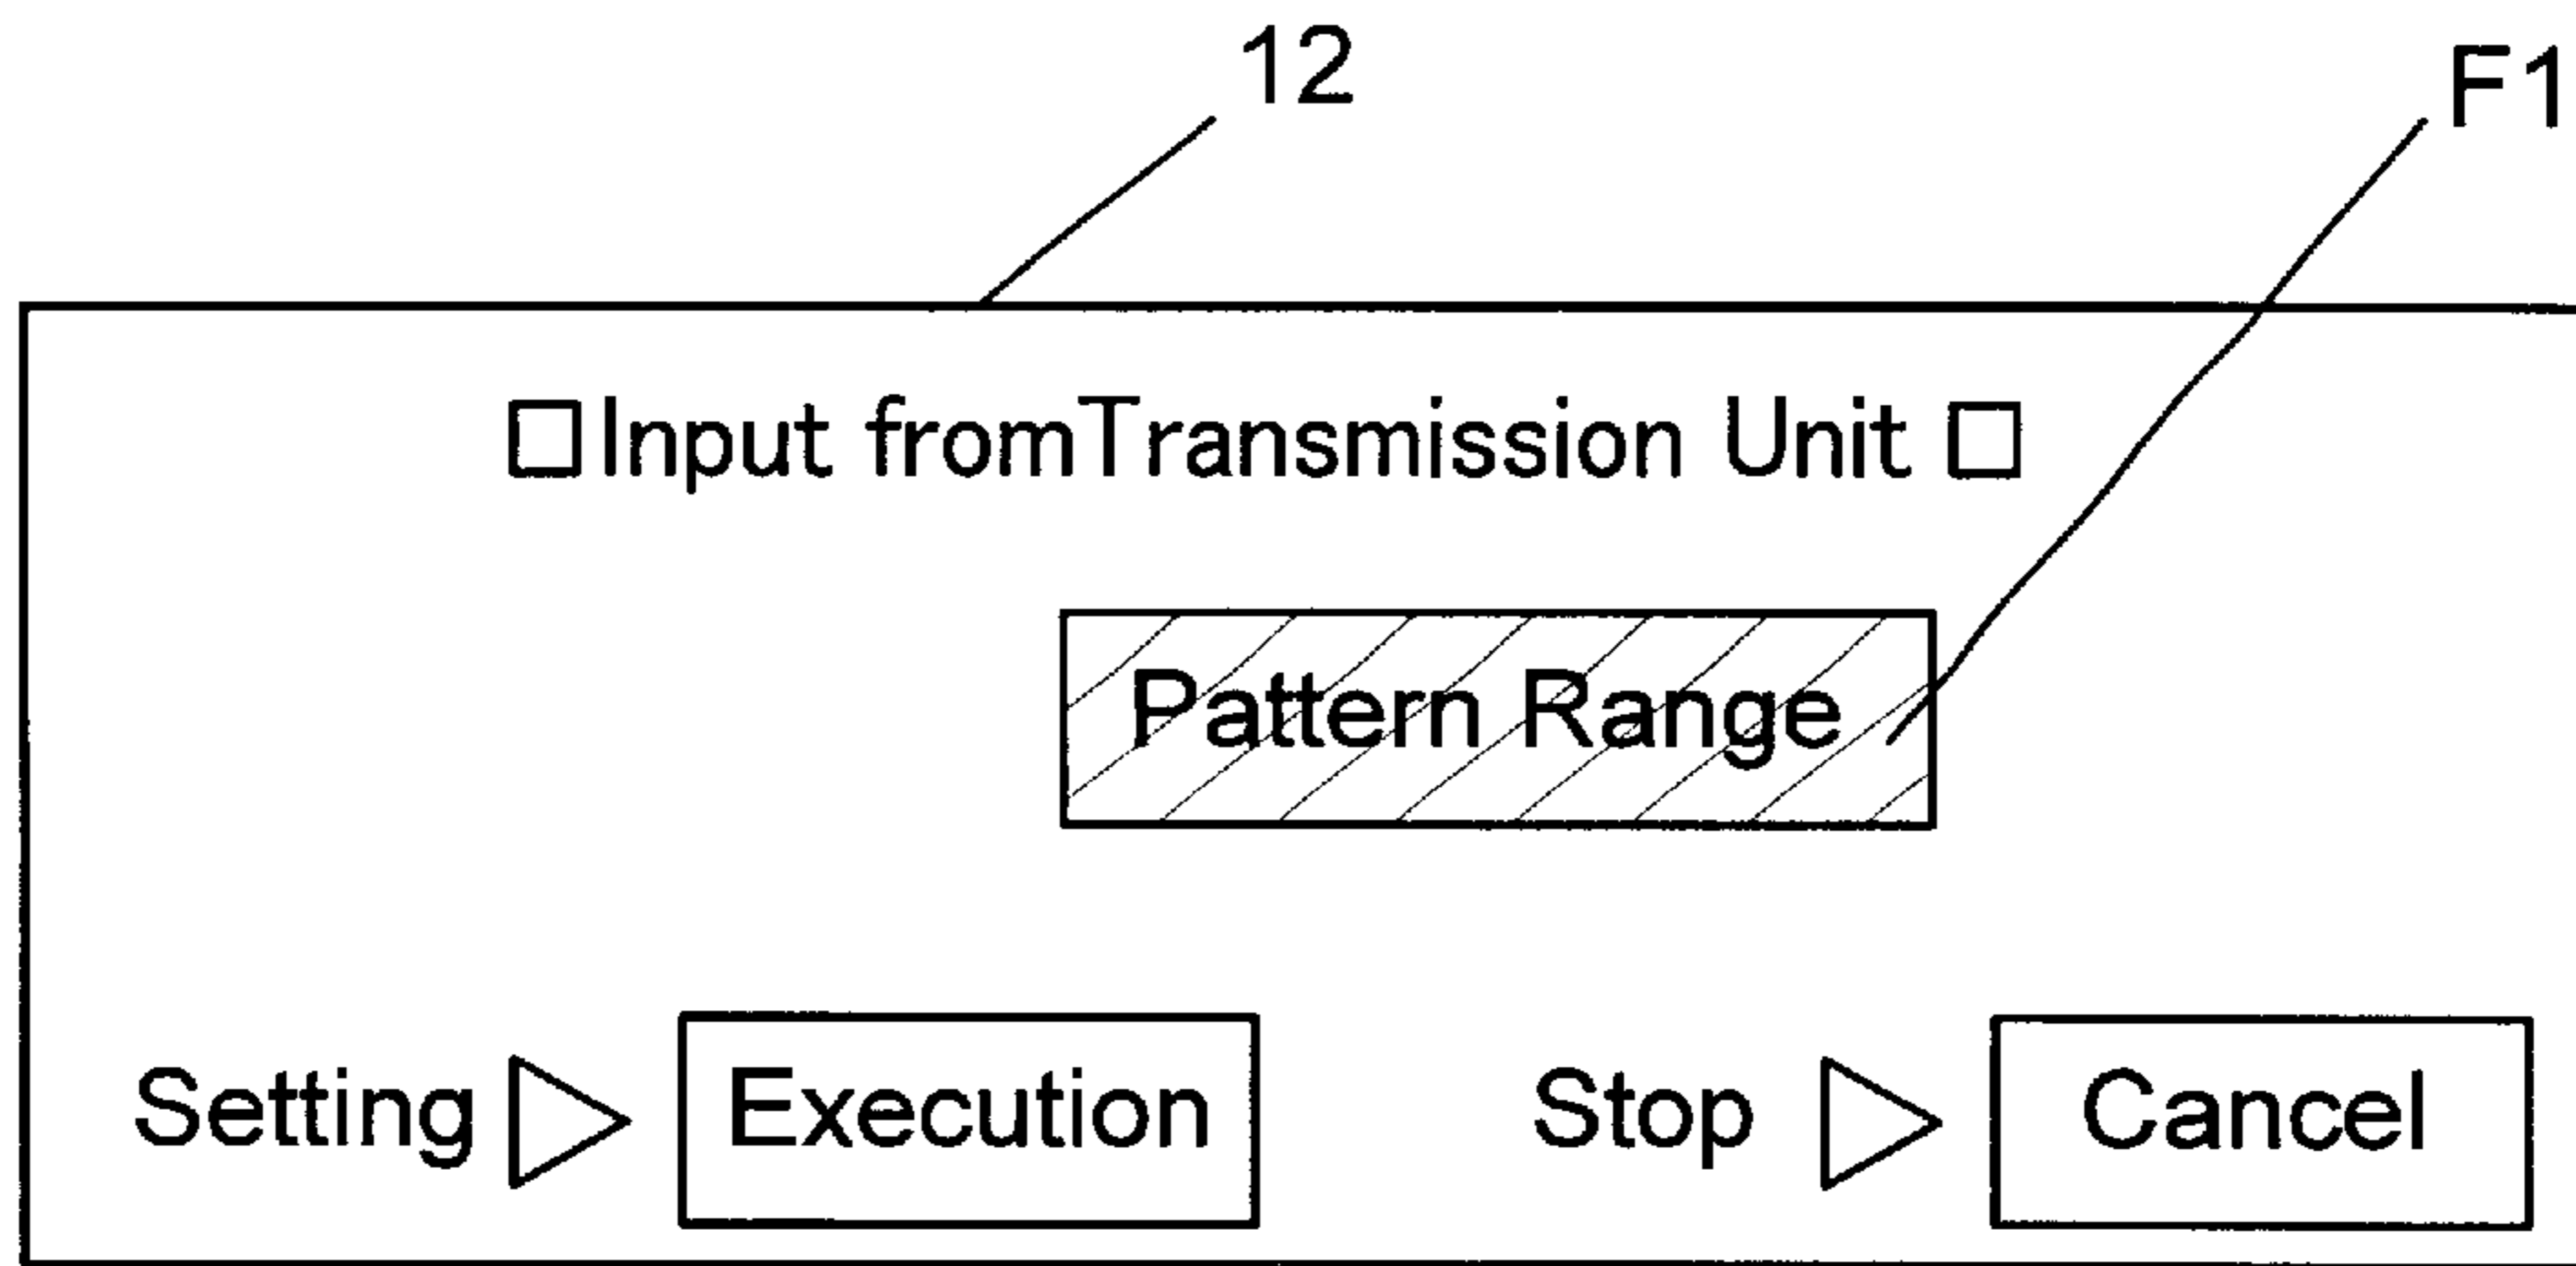 12
F1
□Input fromTransmission Unit □
Pattern Range
Setting ▷ Execution Stop ▷ Cancel